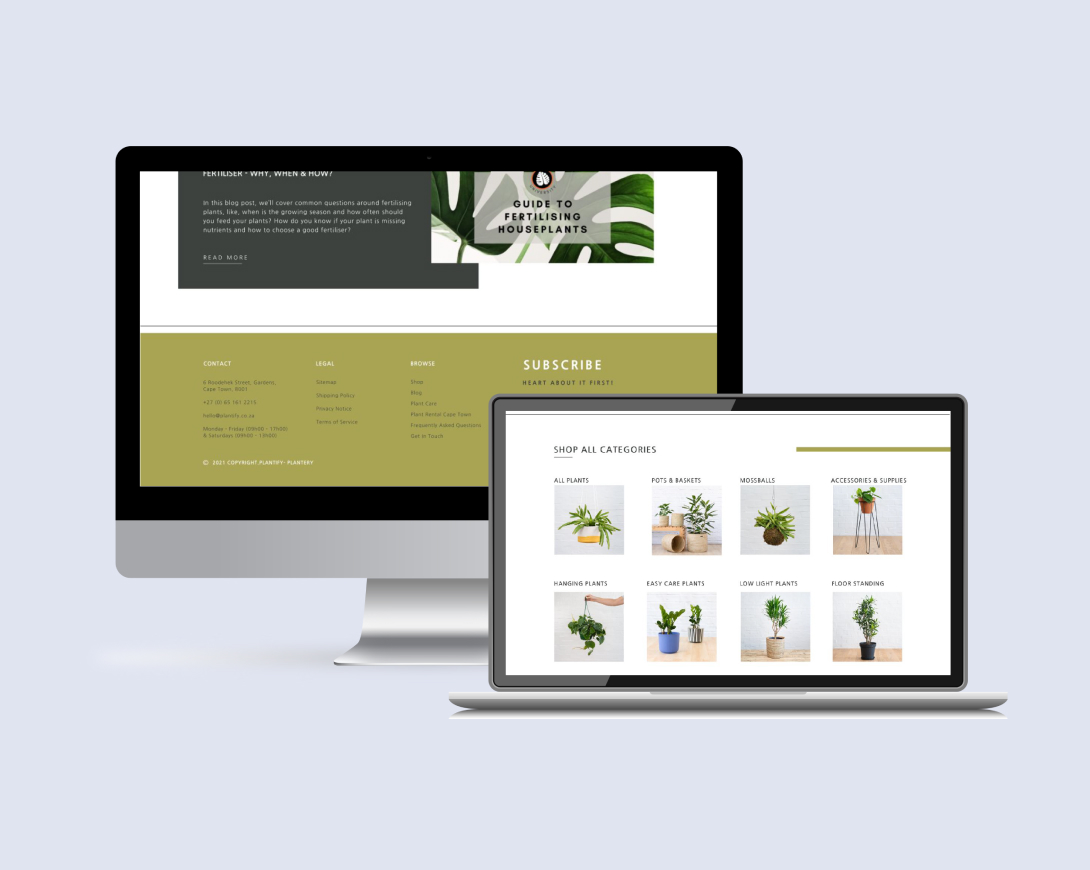 FERTILISER - WHY, WHEN & HOW?
In this blog post, we'll cover common questions around fertilising
plants, like, when is the growing season and how often should
you feed your plants? How do you know if your plant is missing
nutrients and how to choose a good fertiliser?
READ MORE
UNIVERSITY
GUIDE TO
FERTILISING
HOUSEPLANTS
CONTACT
6 Roodehek Street, Gardens,
Cape Town, 8001
+27 (0) 63 161 2215
hello@plantify.co.za
Monday - Friday (09h00 - 17h00)
& Saturdays (09h00 - 13h00)
© 2021 COPYRIGHT.PLANTIFY- PLANTERY
LEGAL
Sitemap
Shipping Policy
Privacy Notice
Terms of Service
BROWSE
Shop
Blog
Plant Care
Plant Rental Cape Town
Frequently Asked Questions
Get in Touch
SUBSCRIBE
HEART ABOUT IT FIRST!
SHOP ALL CATEGORIES
ALL PLANTS
POTS & BASKETS
MOSSBALLS
ACCESSORIES & SUPPLIES
HANGING PLANTS
EASY CARE PLANTS
LOW LIGHT PLANTS
FLOOR STANDING